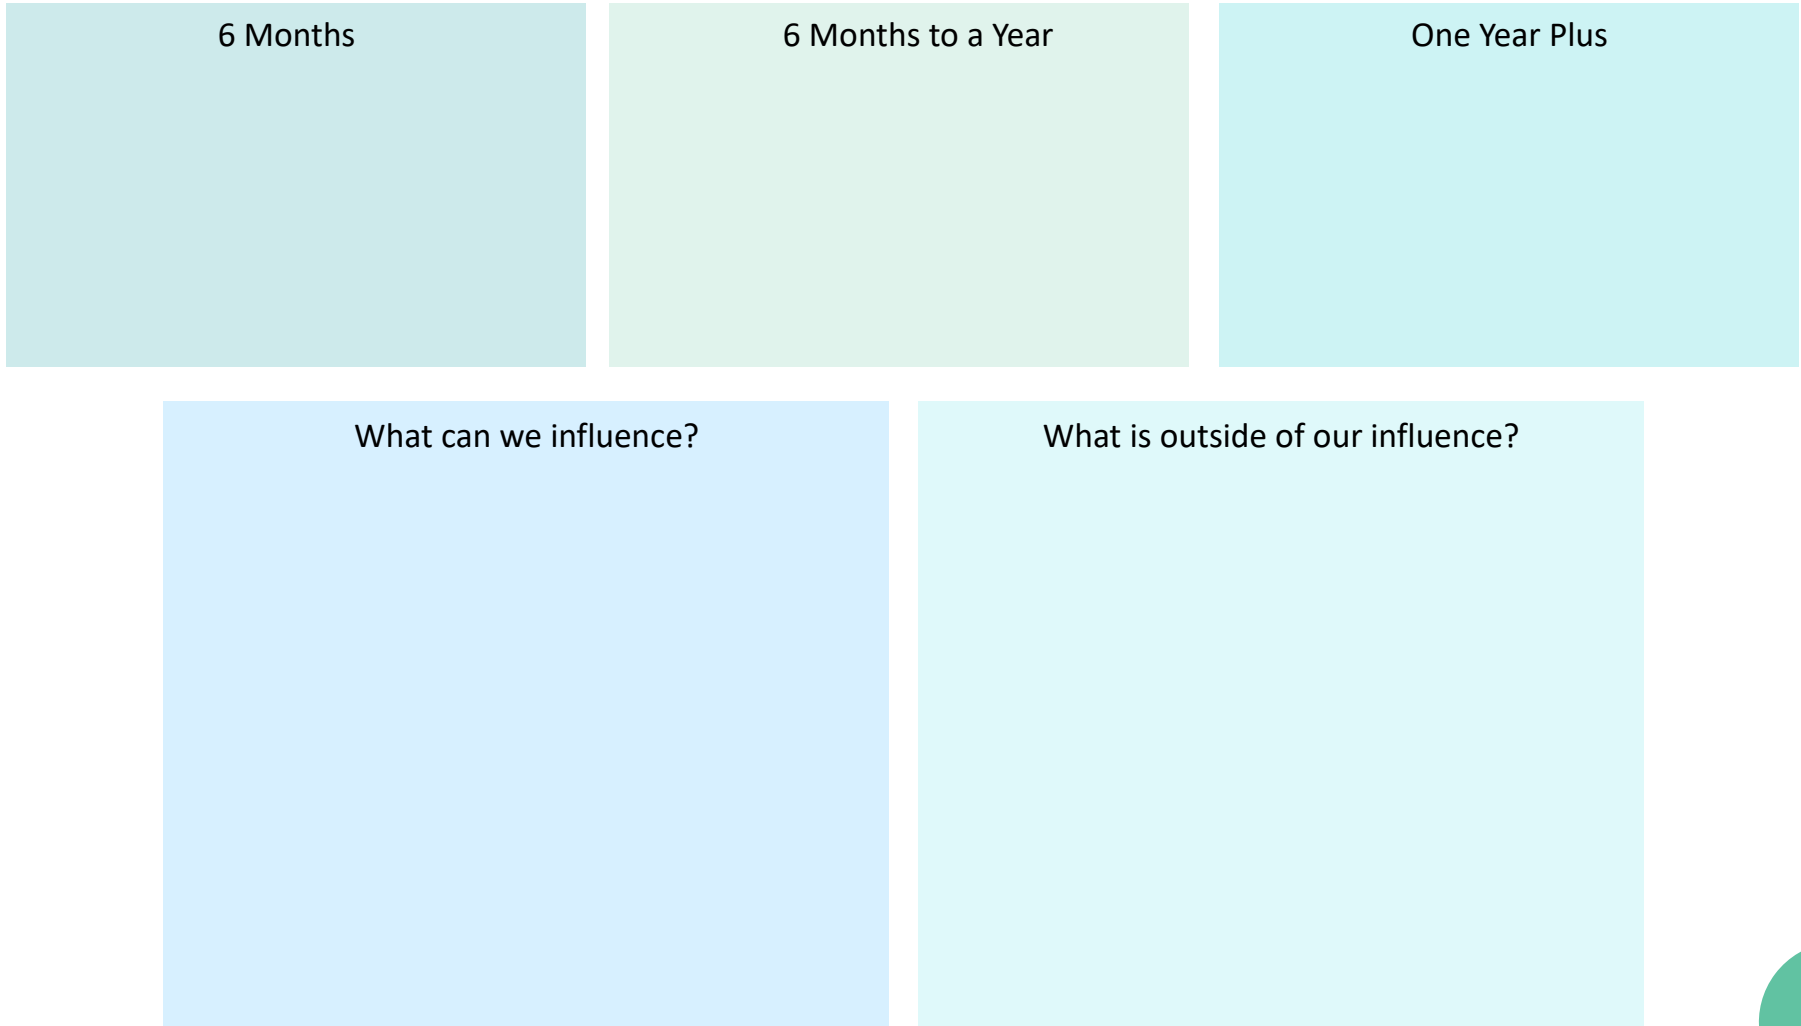 6 Months
6 Months to a Year
One Year Plus
What can we influence?
What is outside of our influence?